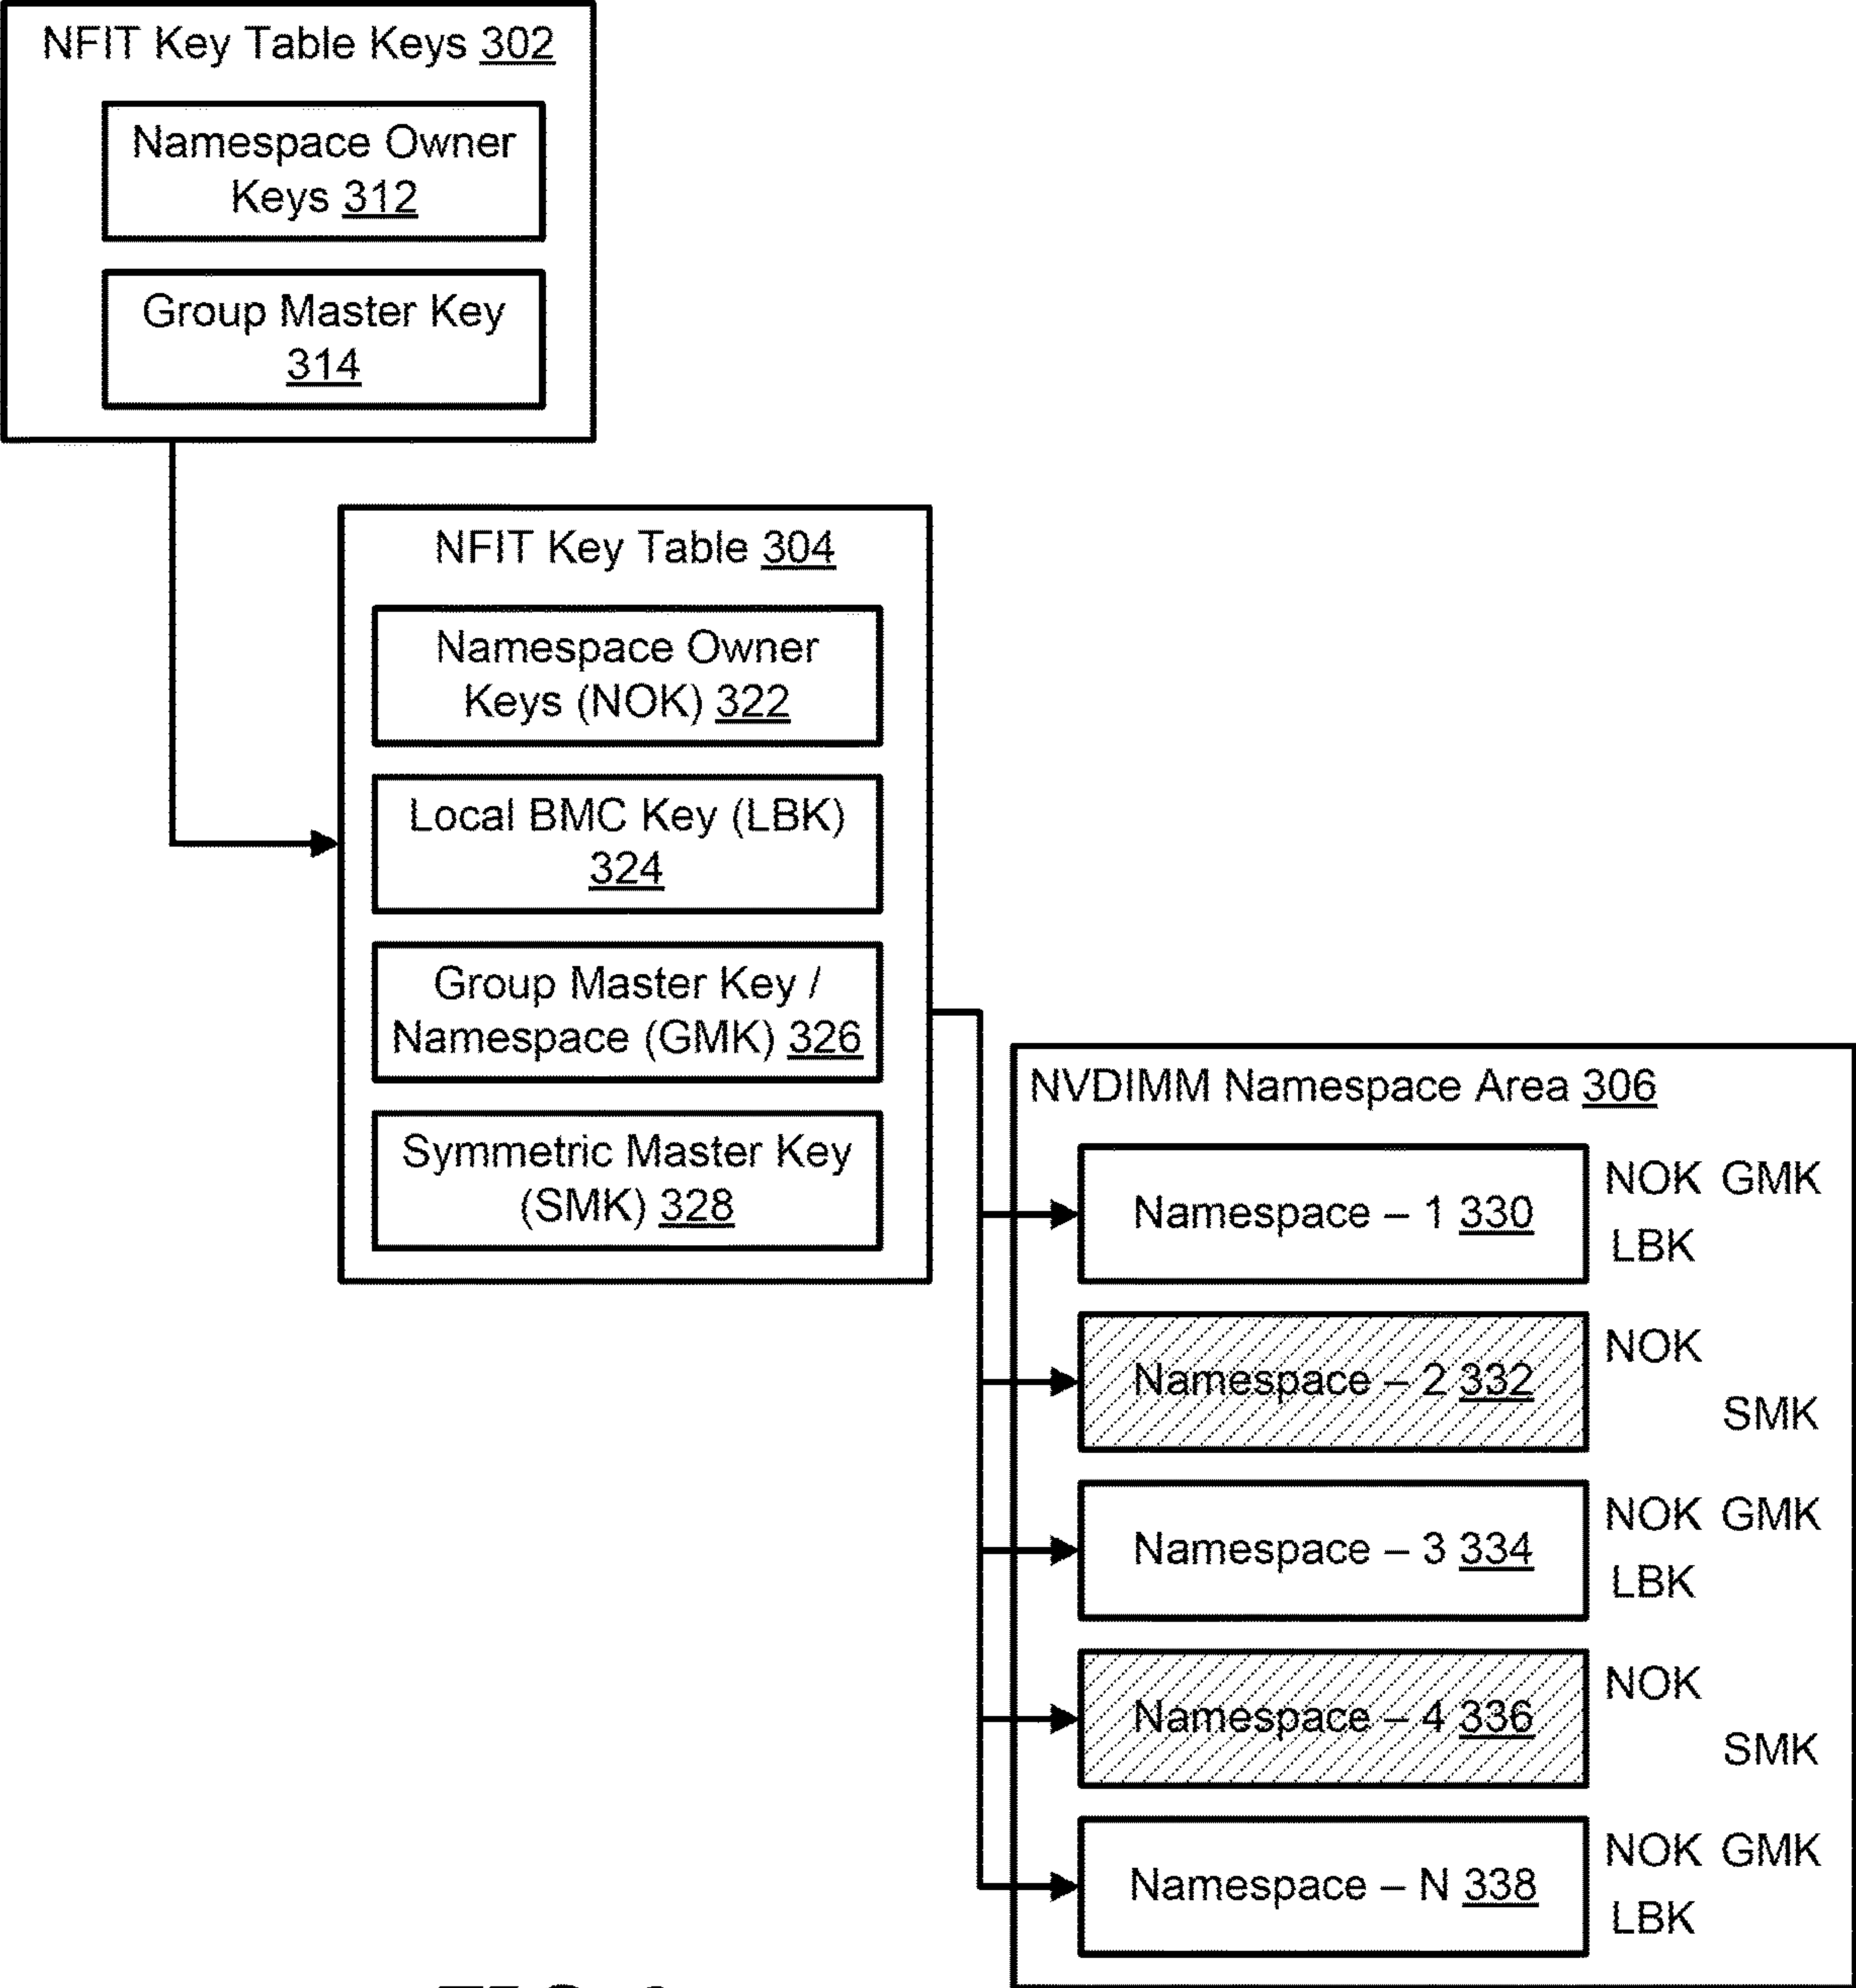 NFIT Key Table Keys 302
Namespace Owner
Keys 312
Group Master Key
314
NFIT Key Table 304
Namespace Owner
Keys (NOK) 322
Local BMC Key (LBK)
324
Group Master Key /
Namespace (GMK) 326
Symmetric Master Key
(SMK) 328
NVDIMM Namespace Area 306
Namespace – 1 330
NOK GMK
LBK
Namespace – 2 332
NOK
SMK
Namespace – 3 334
NOK GMK
LBK
Namespace – 4 336
NOK
SMK
Namespace – N 338
NOK GMK
LBK